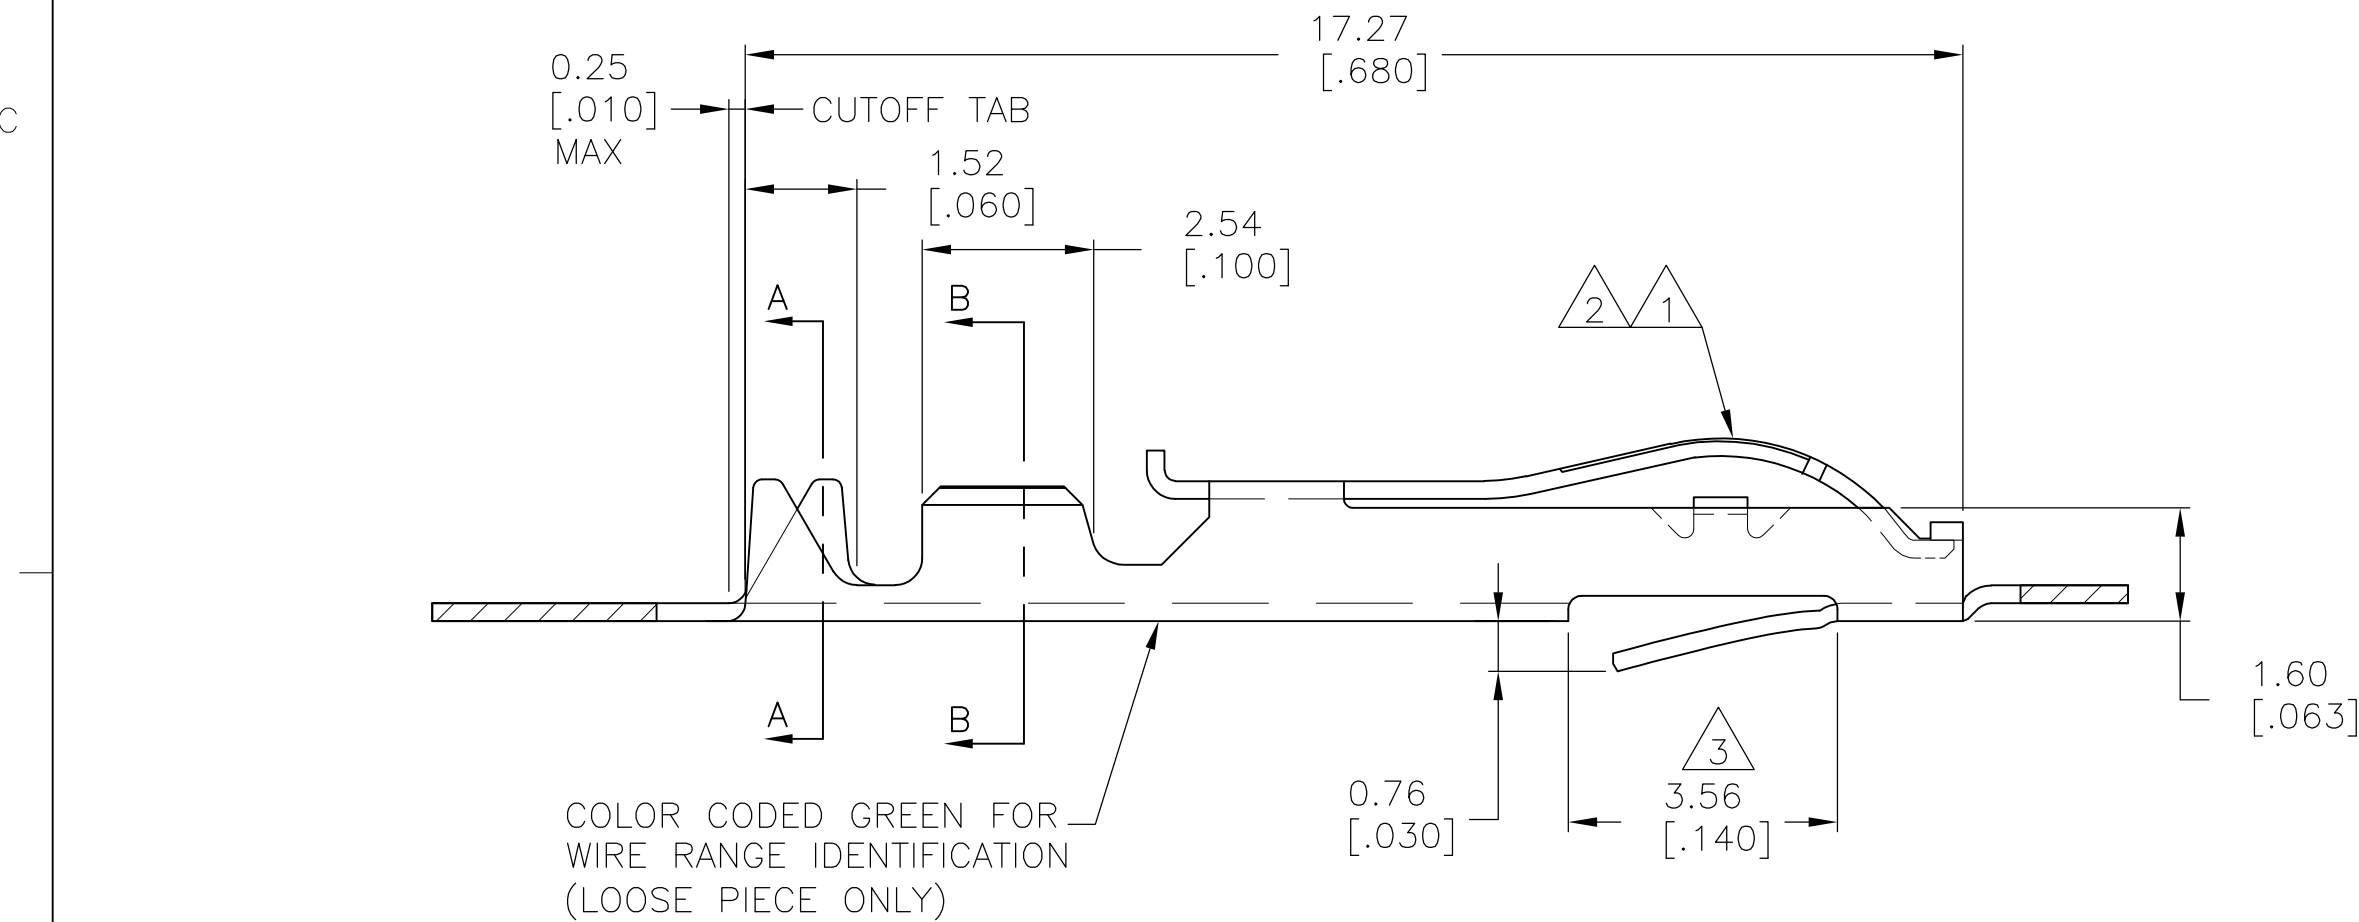 17.27
[.680]
0.25
[.010]
MAX
CUTOFF TAB
C
1.52
[.060]
2.54
[.100]
A
B
2
1
A
B
1.60
[.063]
3
0.76
[.030]
3.56
[.140]
COLOR CODED GREEN FOR
WIRE RANGE IDENTIFICATION
(LOOSE PIECE ONLY)